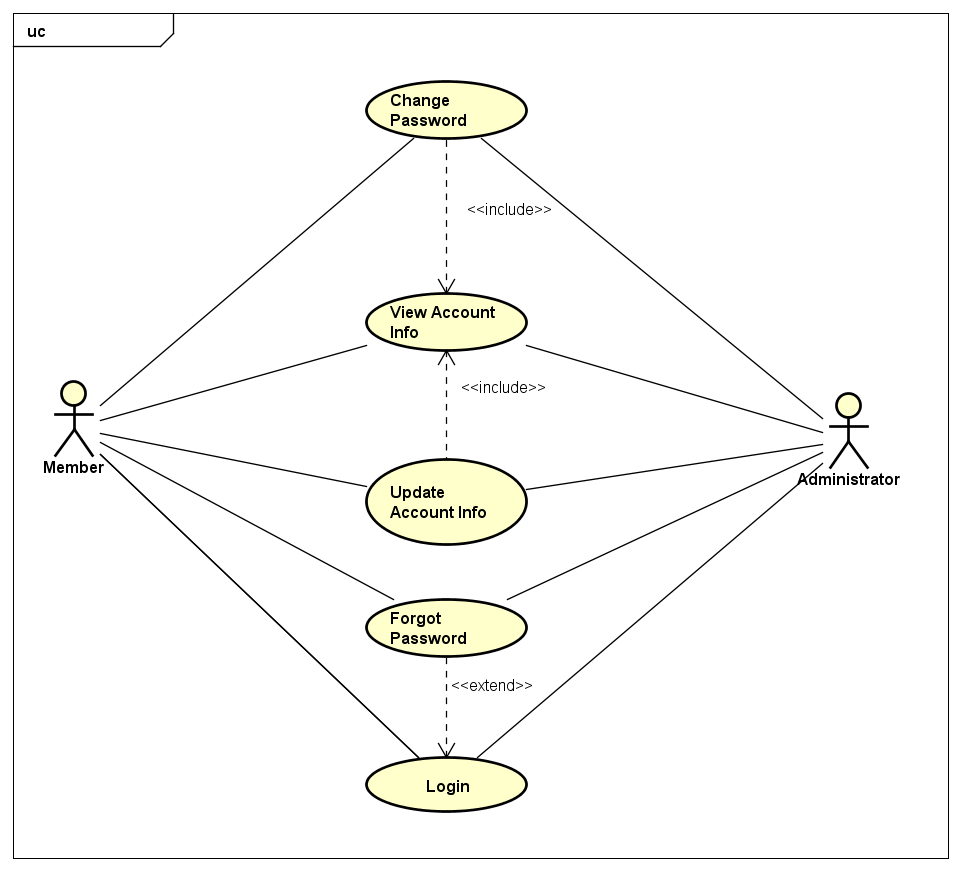 uc
Change
Password
<<include>>
View Account
Info
<<include>>
Member
Administrator
Update
Account Info
Forgot
Password
<<extend>>
Login